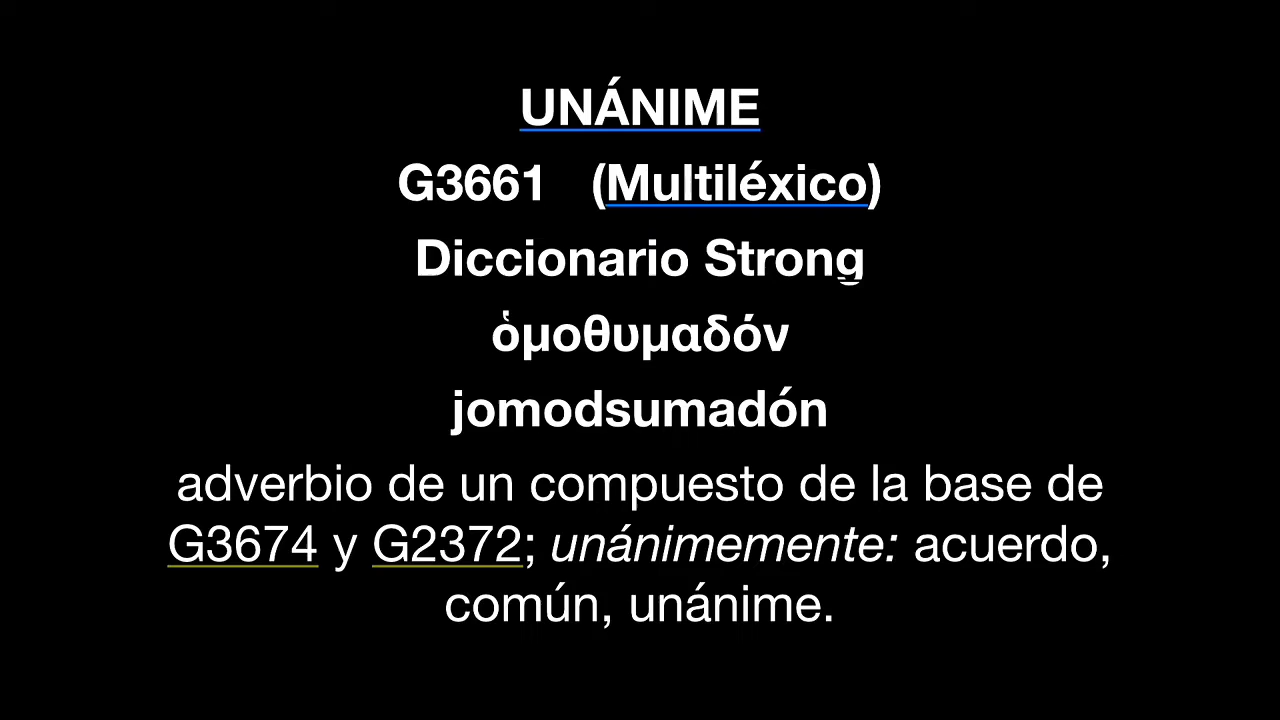 UNÁNIME
G3661 (Multiléxico)
Diccionario Strong
ὁμοθυμαδόν
jomodsumadón
adverbio de un compuesto de la base de
G3674 y G2372; unánimemente: acuerdo,
común, unánime.